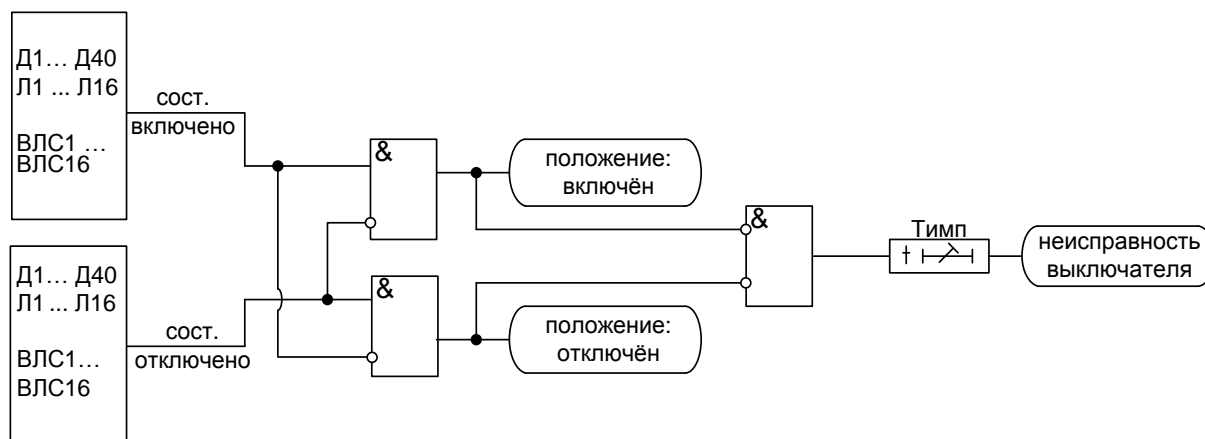 Д1… Д40
Л1 ... Л16
ВЛС1 …
ВЛС16
сост.
включено
&
положение:
включён
&
Тимп
неисправность
выключателя
Д1… Д40
Л1 ... Л16
ВЛС1…
ВЛС16
сост.
отключено
&
положение:
отключён